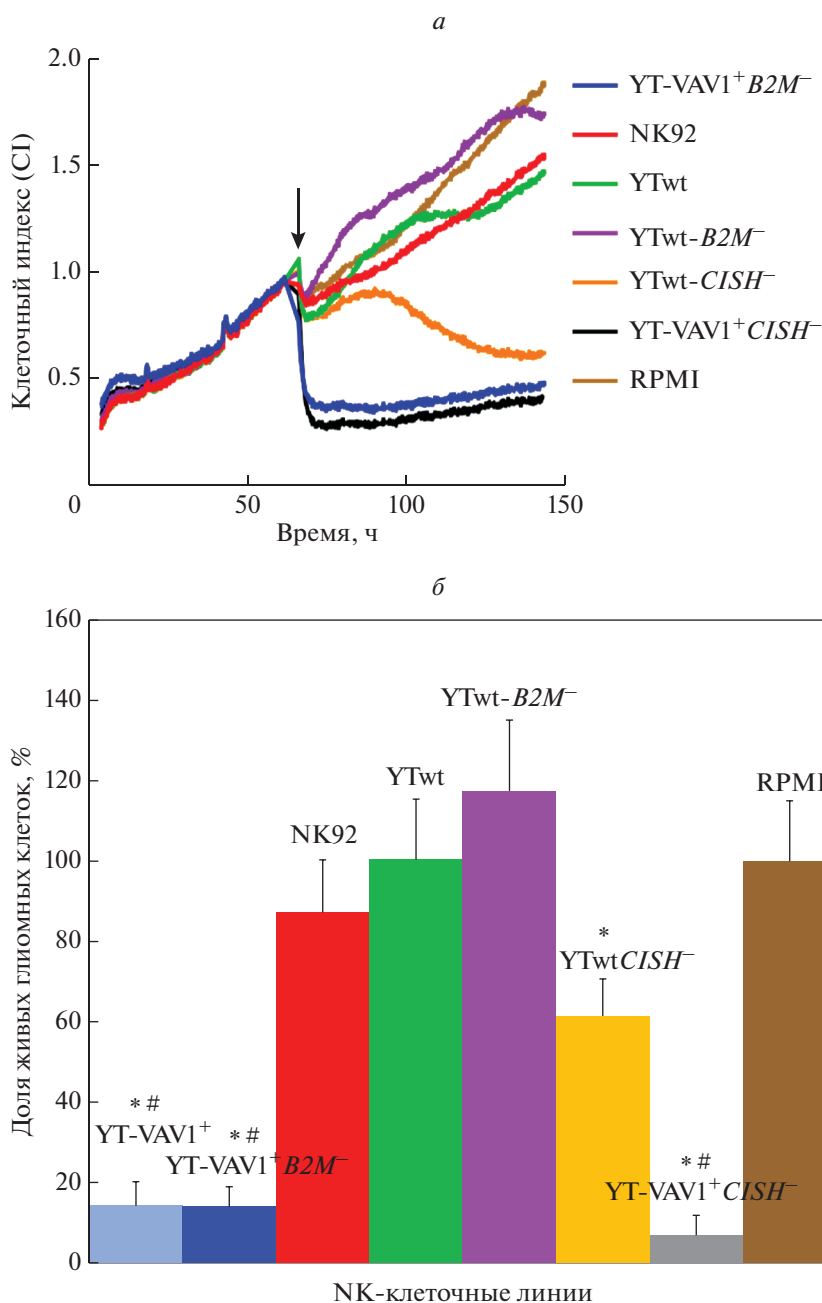 а
2.0
1.5
1.0
0.5
0
50
100
150
Клеточный индекс (CI)
Время, ч
YT-VAV1⁺B2M⁻
NK92
YTwt
YTwt-B2M⁻
YTwt-CISH⁻
YT-VAV1⁺CISH⁻
RPMI
б
160
140
120
100
80
60
40
20
0
Доля живых глиомных клеток, %
* #
YT-VAV1⁺
* #
YT-VAV1⁺B2M⁻
NK92
YTwt
YTwt-B2M⁻
*
YTwtCISH⁻
* #
YT-VAV1⁺CISH⁻
RPMI
NK-клеточные линии